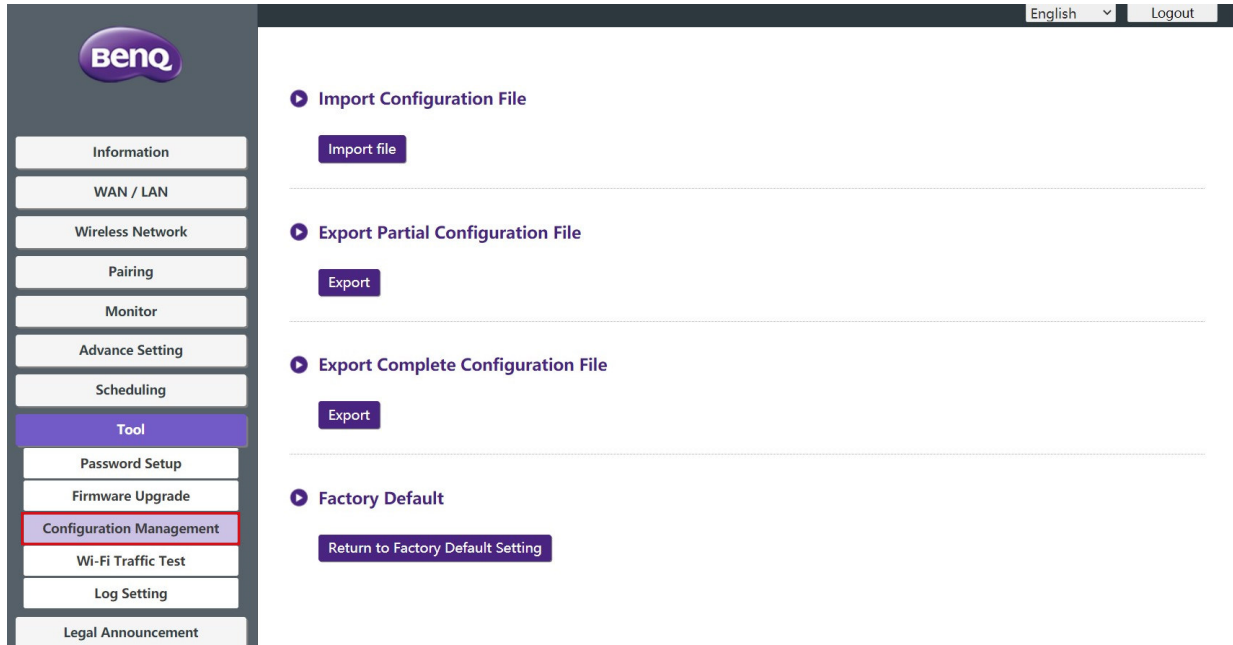 English
Logout
BenQ
Information
WAN / LAN
Wireless Network
Pairing
Monitor
Advance Setting
Scheduling
Tool
Password Setup
Firmware Upgrade
Configuration Management
Wi-Fi Traffic Test
Log Setting
Legal Announcement
Import Configuration File
Import file
Export Partial Configuration File
Export
Export Complete Configuration File
Export
Factory Default
Return to Factory Default Setting